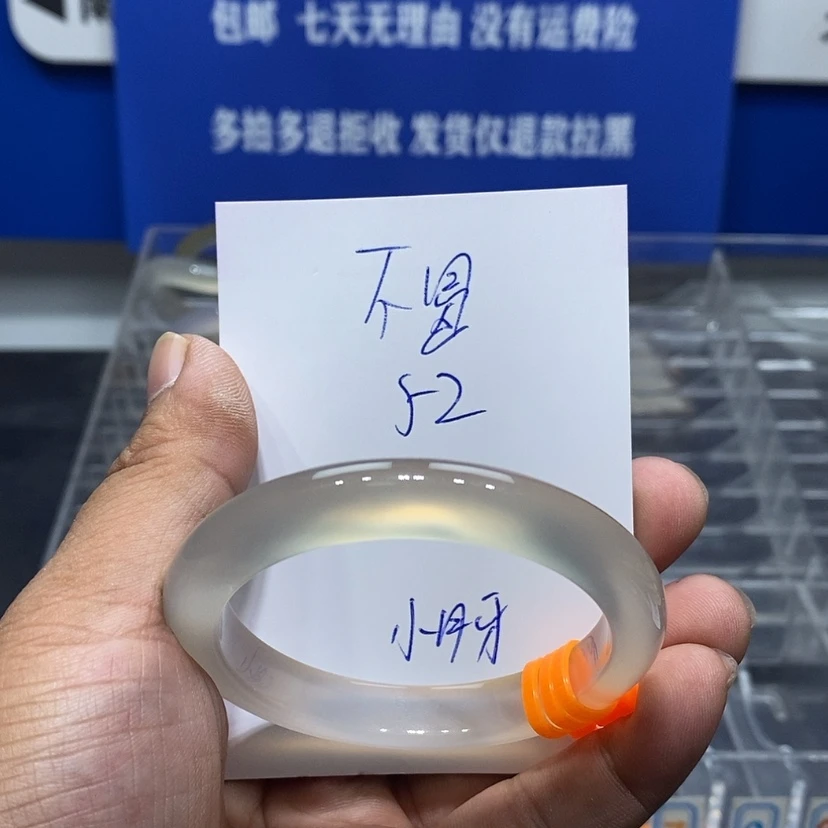 包邮 七天无理由 没有运费险
多拍多退拒收 发货仅退款拉黑
不冒
52
小月牙